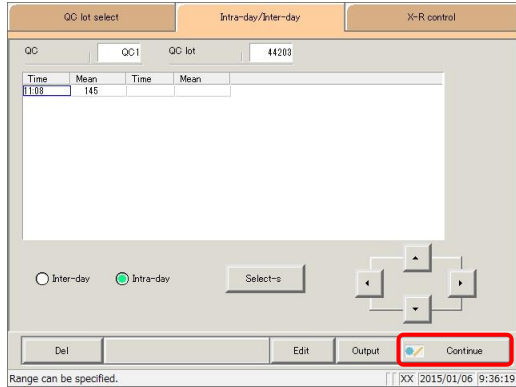 QC lot select Intra-day/Inter-day X-R control
QC QC1 QC lot 44203
Time Mean Time Mean
11:08 145
Inter-day Intra-day Select-s
Del Edit Output Continue
Range can be specified. XX 2015/01/06 9:36:19